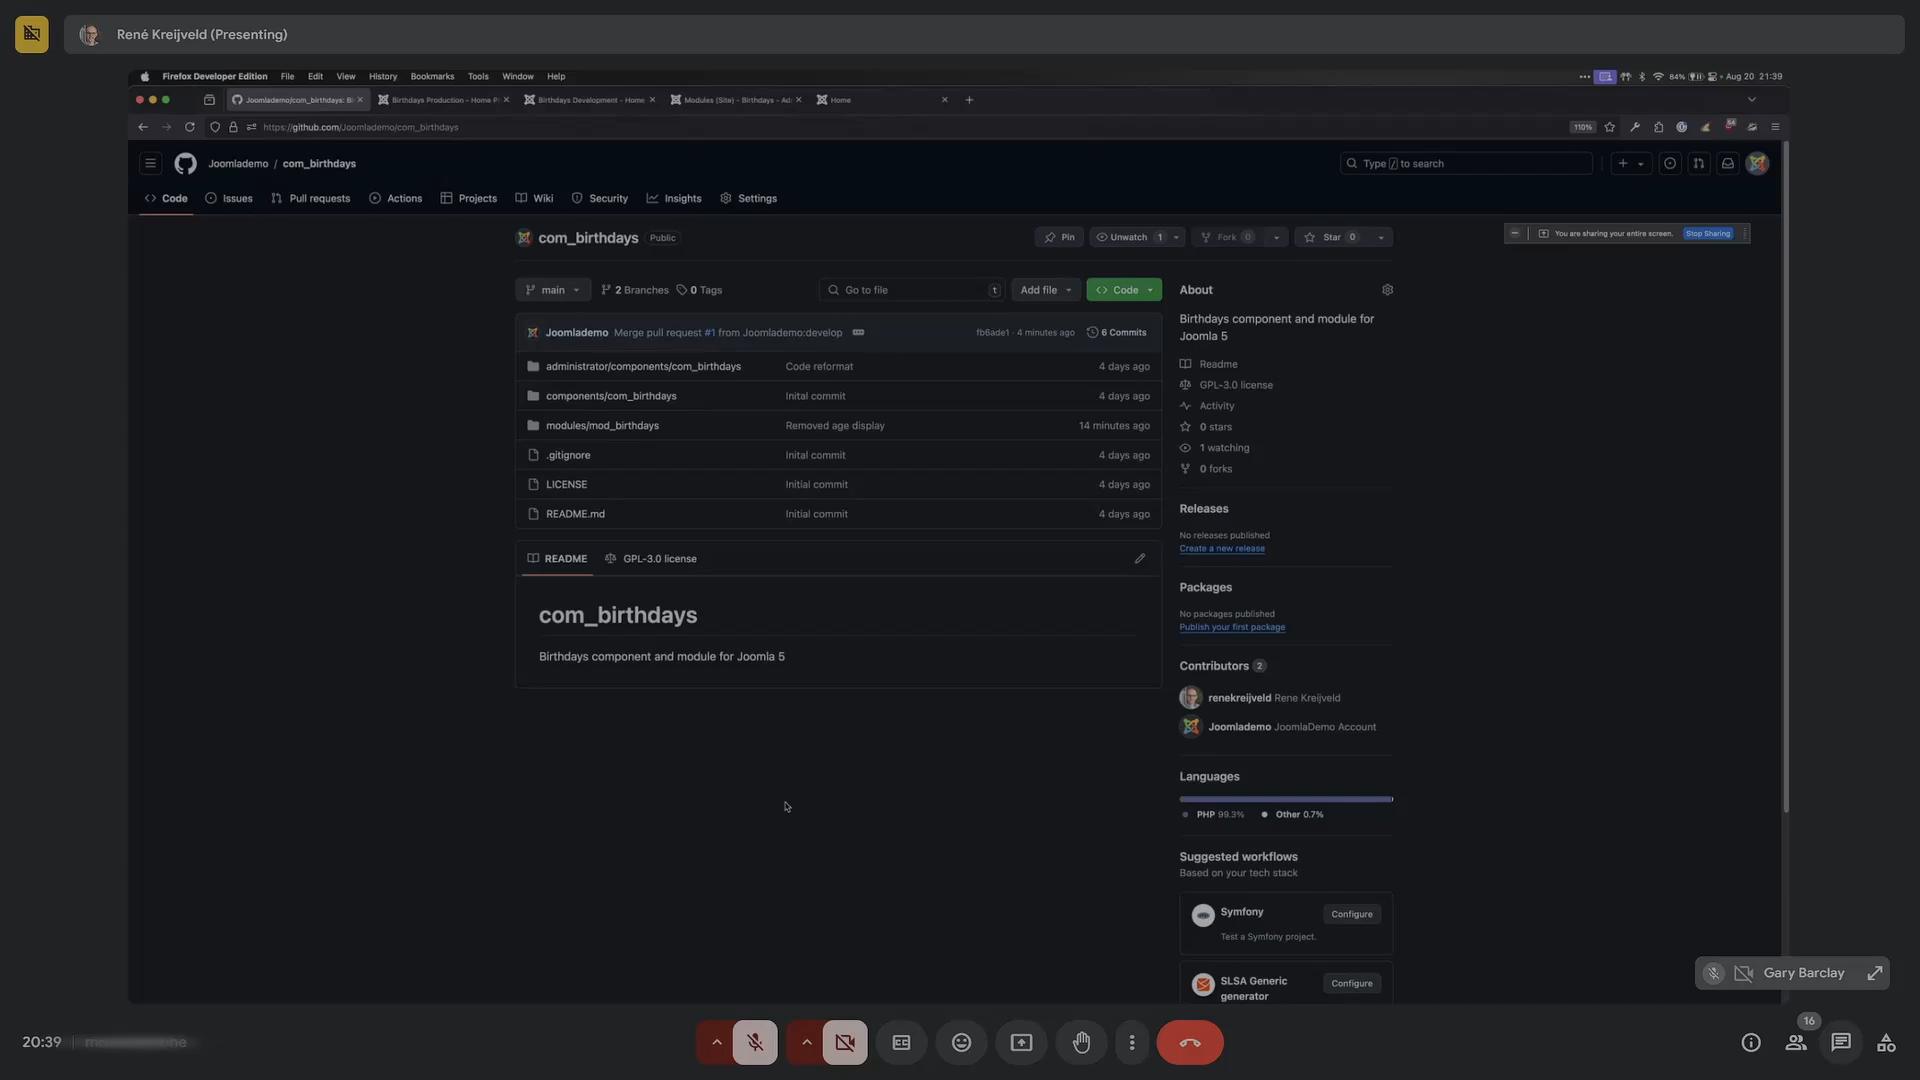 René Kreijveld (Presenting)
Firefox Developer Edition File Edit View History Bookmarks Tools Window Help
84% Aug 20 21:39
Joomlademo/com_birthdays: Bi
Birthdays Production - Home P
Birthdays Development - Home
Modules (Site) - Birthdays - Ad
Home
https://github.com/Joomlademo/com_birthdays
110%
54
Joomlademo / com_birthdays
Type / to search
Code Issues Pull requests Actions Projects Wiki Security Insights Settings
You are sharing your entire screen. Stop Sharing
com_birthdays Public
Pin Unwatch 1 Fork 0 Star 0
main 2 Branches 0 Tags Go to file t Add file Code
Joomlademo Merge pull request #1 from Joomlademo:develop fb6ade1 · 4 minutes ago 6 Commits
administrator/components/com_birthdays Code reformat 4 days ago
components/com_birthdays Inital commit 4 days ago
modules/mod_birthdays Removed age display 14 minutes ago
.gitignore Inital commit 4 days ago
LICENSE Initial commit 4 days ago
README.md Initial commit 4 days ago
README GPL-3.0 license
com_birthdays
Birthdays component and module for Joomla 5
About
Birthdays component and module for
Joomla 5
Readme
GPL-3.0 license
Activity
0 stars
1 watching
0 forks
Releases
No releases published
Create a new release
Packages
No packages published
Publish your first package
Contributors 2
renekreijveld Rene Kreijveld
Joomlademo JoomlaDemo Account
Languages
PHP 99.3% Other 0.7%
Suggested workflows
Based on your tech stack
Symfony Configure
Test a Symfony project.
SLSA Generic
generator
Configure
Gary Barclay
20:39
16